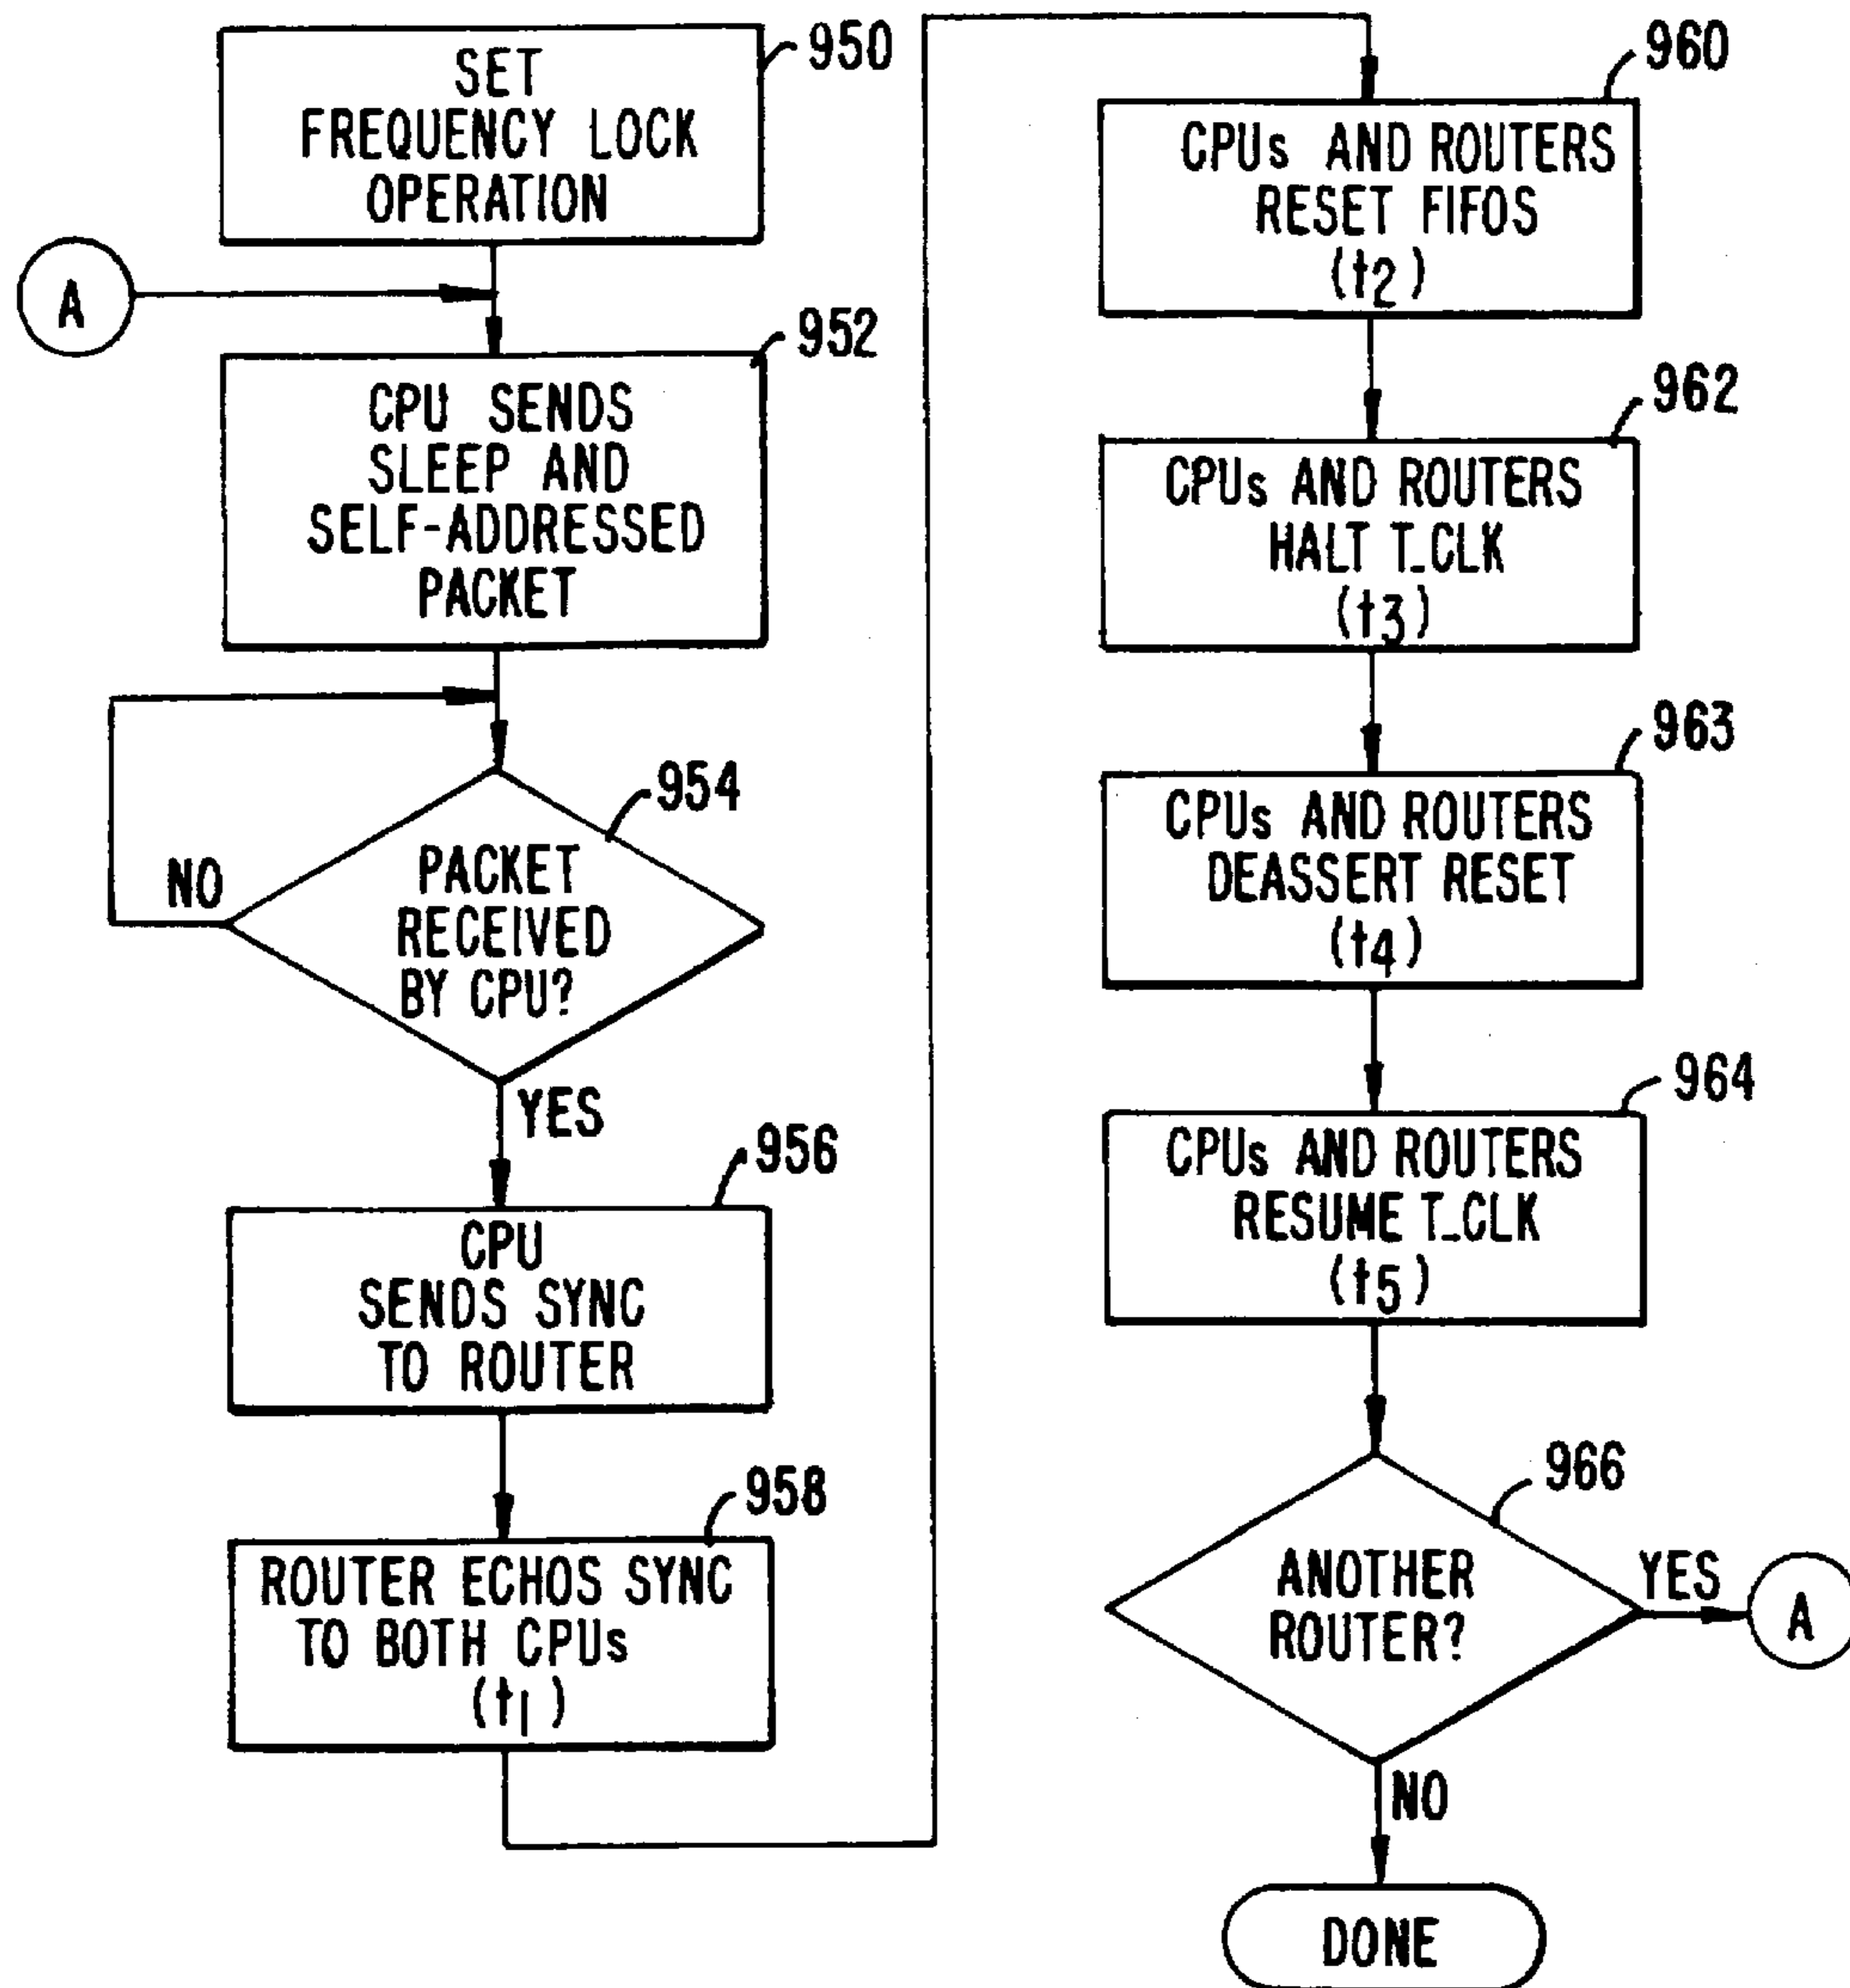 950
SET
FREQUENCY LOCK
OPERATION
A
952
CPU SENDS
SLEEP AND
SELF-ADDRESSED
PACKET
954
NO
PACKET
RECEIVED
BY CPU?
YES
956
CPU
SENDS SYNC
TO ROUTER
958
ROUTER ECHOS SYNC
TO BOTH CPUs
(t1)
960
CPUs AND ROUTERS
RESET FIFOS
(t2)
962
CPUs AND ROUTERS
HALT T_CLK
(t3)
963
CPUs AND ROUTERS
DEASSERT RESET
(t4)
964
CPUs AND ROUTERS
RESUME T_CLK
(t5)
966
ANOTHER
ROUTER?
YES
A
NO
DONE